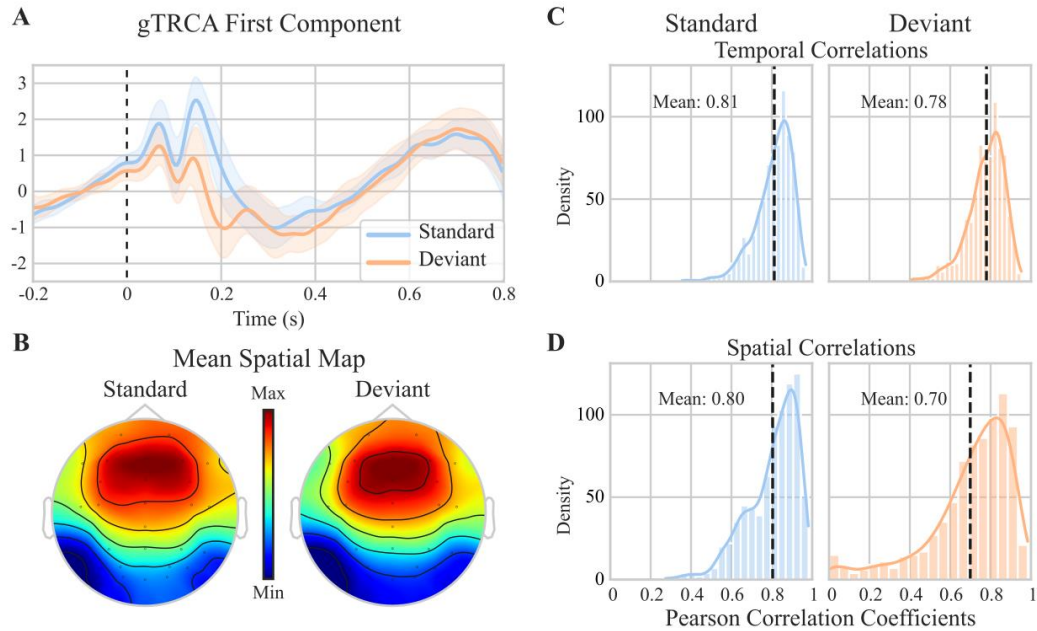 A
gTRCA First Component
3
2
1
0
-1
-2
Standard
Deviant
-0.2 0 0.2 0.4 0.6 0.8
Time (s)
B
Mean Spatial Map
Standard
Deviant
Max
Min
C
Standard
Deviant
Temporal Correlations
Density
100
50
0
Mean: 0.81
Mean: 0.78
D
Spatial Correlations
Density
100
50
0
Mean: 0.80
Mean: 0.70
0 0.2 0.4 0.6 0.8 0 0.2 0.4 0.6 0.8 1
Pearson Correlation Coefficients